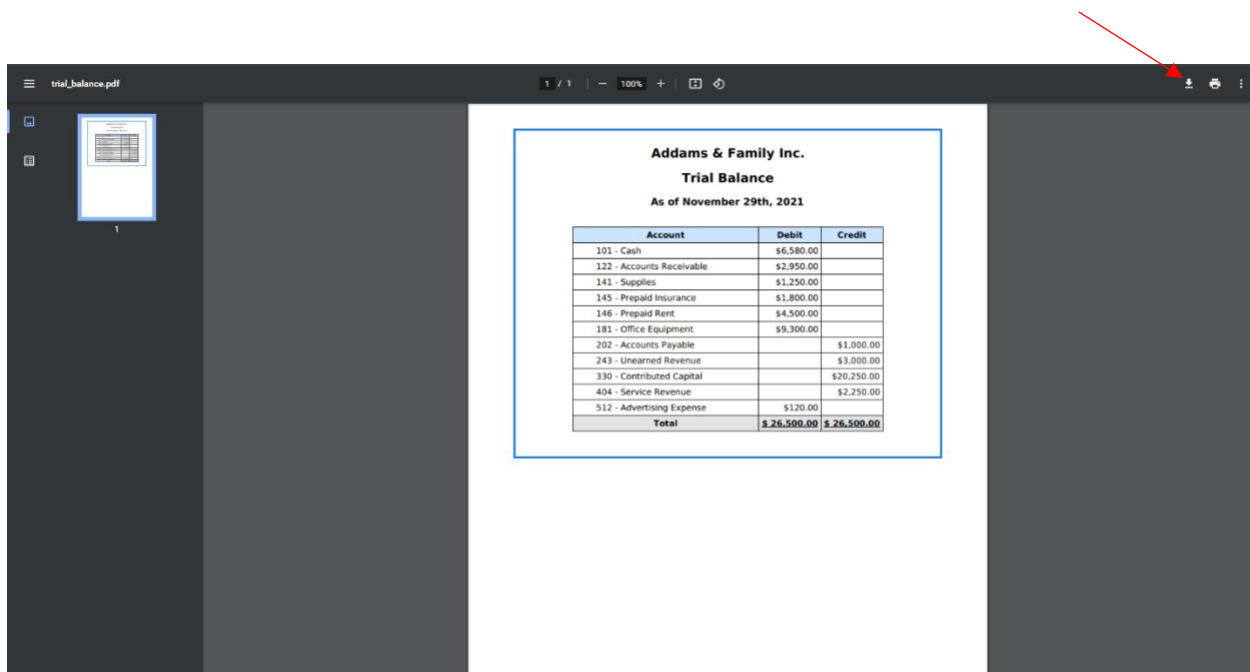 trial_balance.pdf 1 / 1 100%
1
Addams & Family Inc.
Trial Balance
As of November 29th, 2021
Account Debit Credit
101 - Cash $6,580.00
122 - Accounts Receivable $2,950.00
141 - Supplies $1,250.00
145 - Prepaid Insurance $1,800.00
146 - Prepaid Rent $4,500.00
181 - Office Equipment $9,300.00
202 - Accounts Payable $1,000.00
243 - Unearned Revenue $3,000.00
330 - Contributed Capital $20,250.00
404 - Service Revenue $2,250.00
512 - Advertising Expense $120.00
Total $ 26,500.00 $ 26,500.00